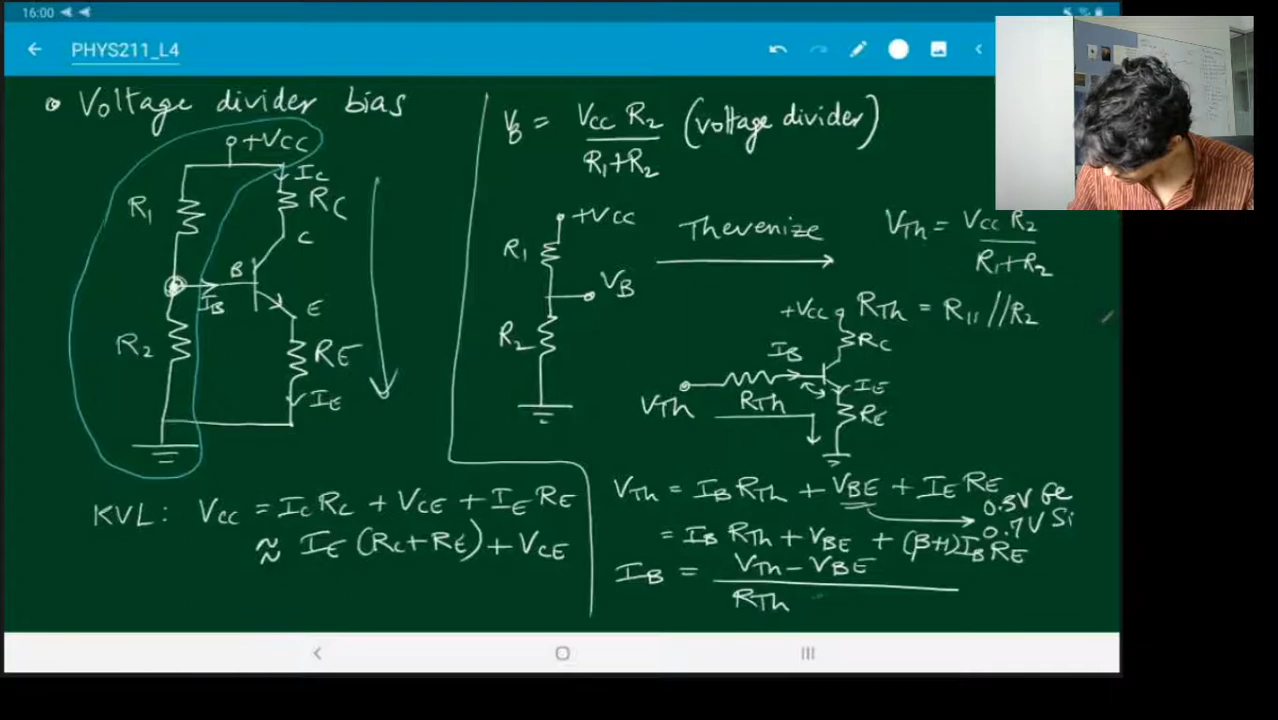 16:00
PHYS211_L4
• Voltage divider bias
+VCC
IC
R1
RC
C
B
IB
E
R2
RE
IE
KVL: VCC = IC RC + VCE + IE RE
≈ IE (RC+RE) + VCE
VB = VCC R2 / R1+R2 (voltage divider)
+VCC
R1
VB
R2
Thevenize
VTh = VCC R2 / R1+R2
RTh = R11 // R2
+VCC
RC
IB
IE
VTh
RTh
RE
VTh = IB RTh + VBE + IE RE
0.3V Ge
0.7V Si
= IB RTh + VBE + (β+1)IB RE
IB = VTh - VBE / RTh